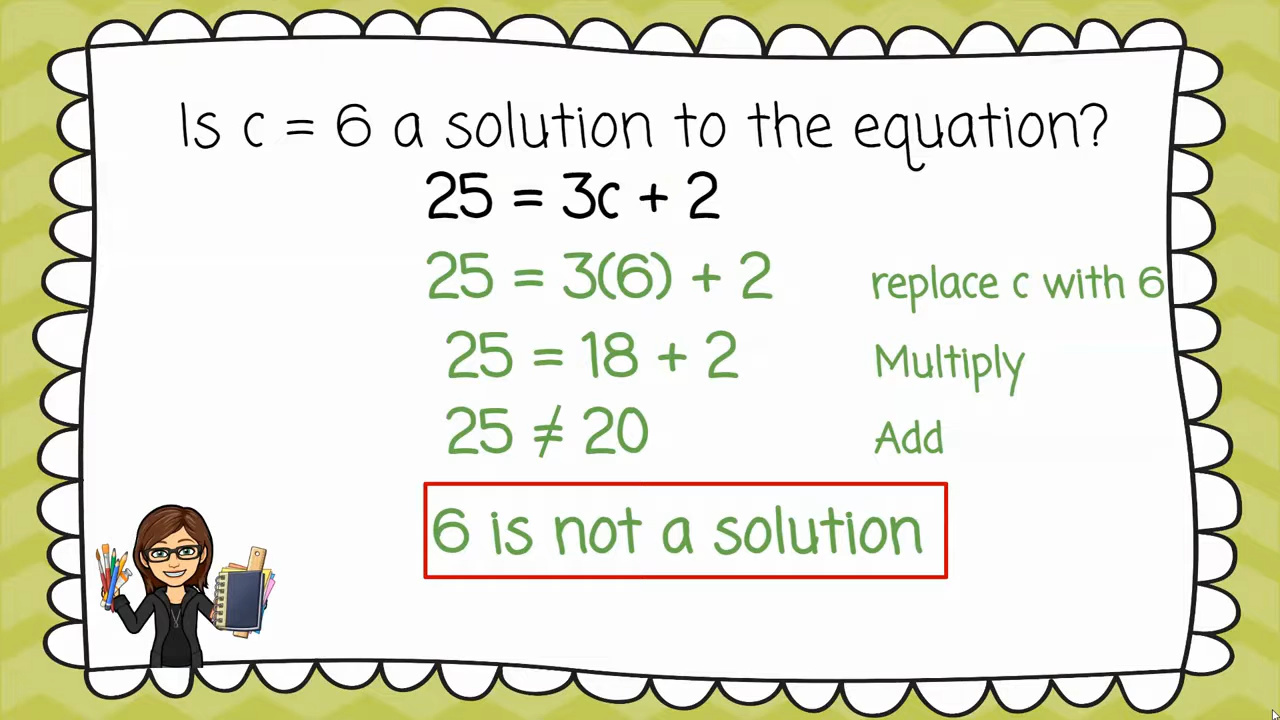 Is c = 6 a solution to the equation?
25 = 3c + 2
25 = 3(6) + 2 replace c with 6
25 = 18 + 2 Multiply
25 ≠ 20 Add
6 is not a solution